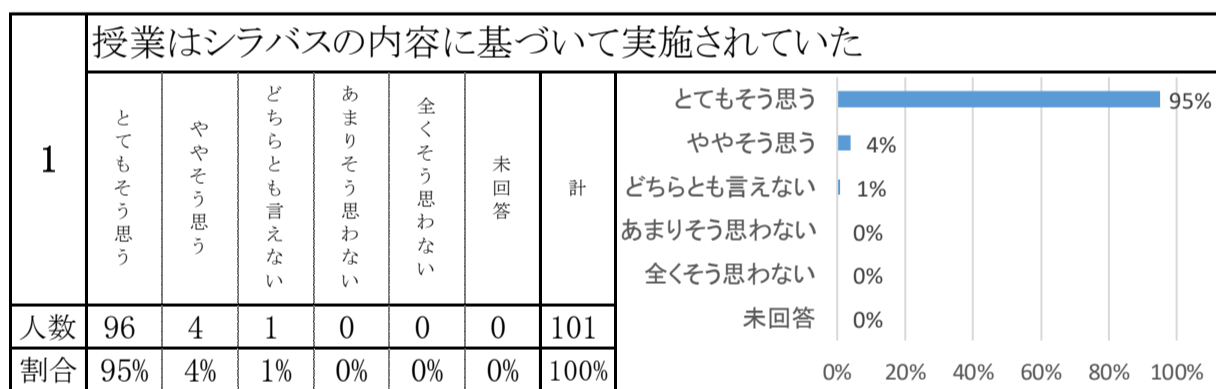 1
授業はシラバスの内容に基づいて実施されていた
とてもそう思う
ややそう思う
どちらとも言えない
あまりそう思わない
全くそう思わない
未回答
計
人数 96 4 1 0 0 0 101
割合 95% 4% 1% 0% 0% 0% 100%
とてもそう思う 95%
ややそう思う 4%
どちらとも言えない 1%
あまりそう思わない 0%
全くそう思わない 0%
未回答 0%
0% 20% 40% 60% 80% 100%